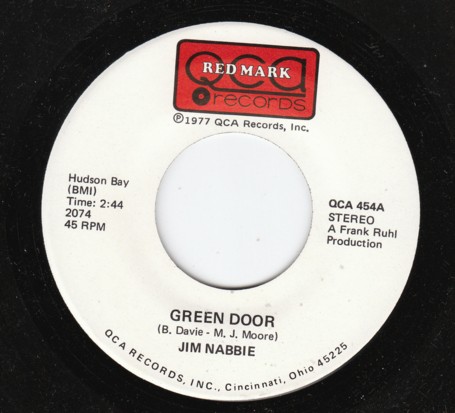 Qca
RED MARK
records
℗1977 QCA Records, Inc.
Hudson Bay
(BMI)
Time: 2:44
2074
45 RPM
QCA 454A
STEREO
A Frank Ruhl
Production
GREEN DOOR
(B. Davie - M. J. Moore)
JIM NABBIE
QCA RECORDS, INC., Cincinnati, Ohio 45225